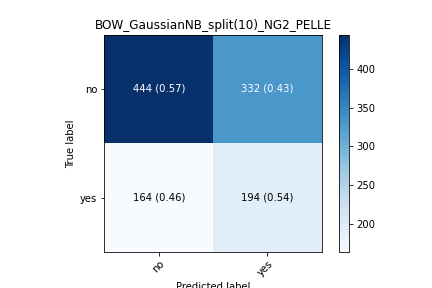 BOW_GaussianNB_split(10)_NG2_PELLE
no
444 (0.57)
332 (0.43)
yes
164 (0.46)
194 (0.54)
True label
no
yes
Predicted label
400
350
300
250
200